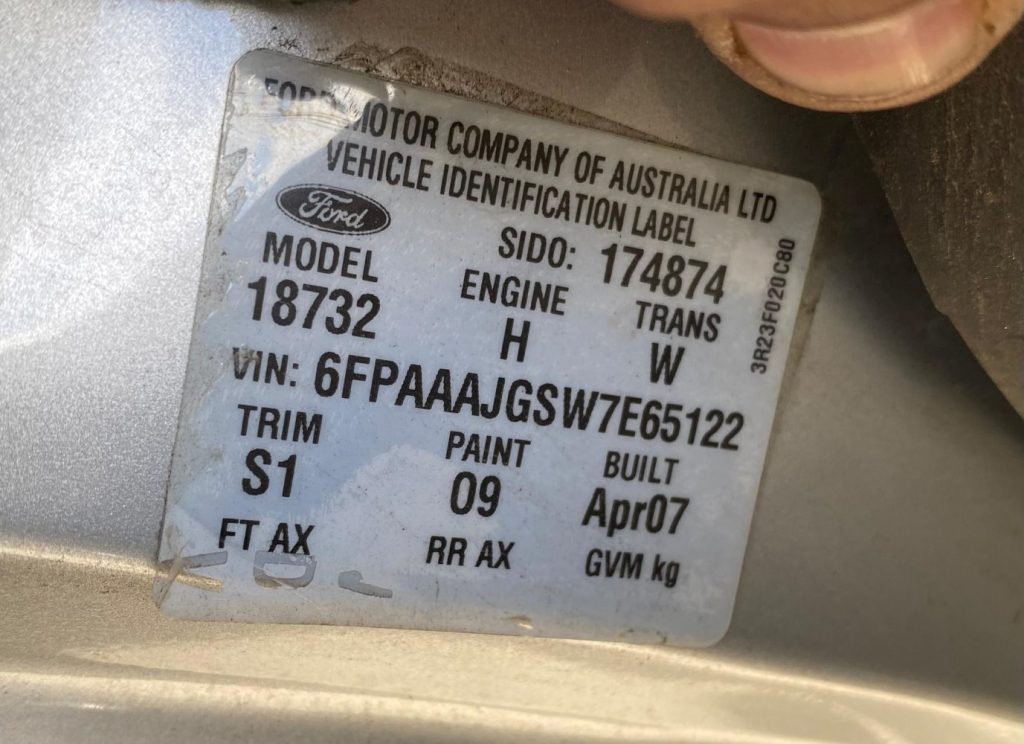 FORD MOTOR COMPANY OF AUSTRALIA LTD
VEHICLE IDENTIFICATION LABEL
Ford
SIDO: 174874
MODEL ENGINE TRANS
18732 H W
VIN: 6FPAAAJGSW7E65122
TRIM PAINT BUILT
S1 09 Apr07
FT AX RR AX GVM kg
3R23F020C80